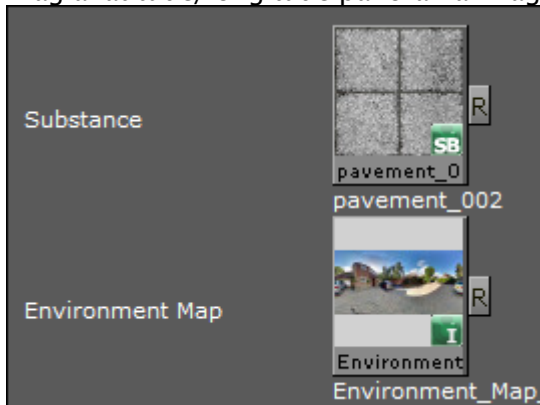 Substance
R
SB
pavement_0
pavement_002
Environment Map
R
I
Environment
Environment_Map_